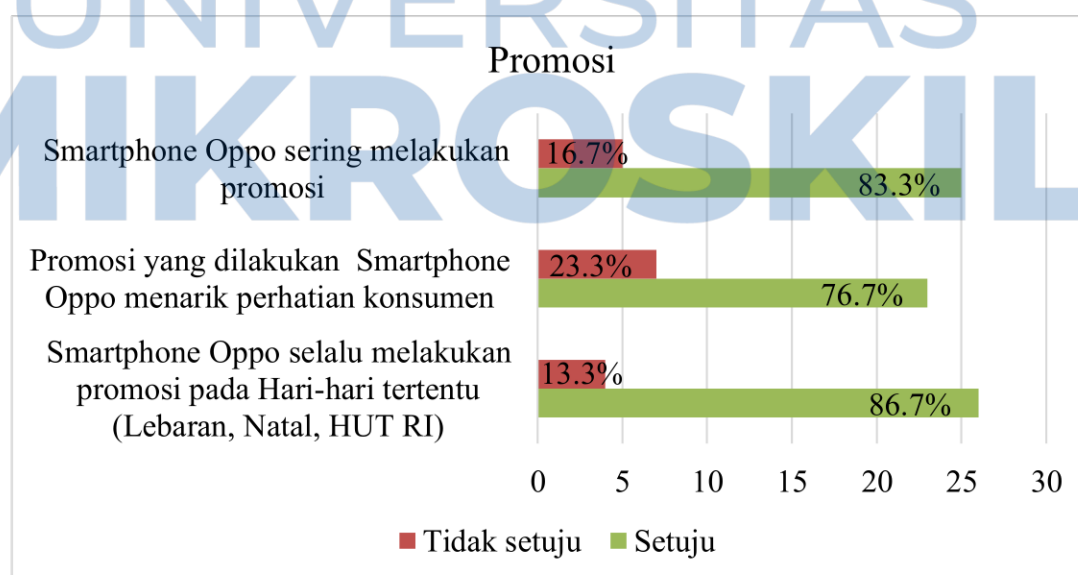 UNIVERSITAS
MIKROSKIL
Promosi
Smartphone Oppo sering melakukan
promosi
16.7%
83.3%
Promosi yang dilakukan Smartphone
Oppo menarik perhatian konsumen
23.3%
76.7%
Smartphone Oppo selalu melakukan
promosi pada Hari-hari tertentu
(Lebaran, Natal, HUT RI)
13.3%
86.7%
0 5 10 15 20 25 30
Tidak setuju Setuju